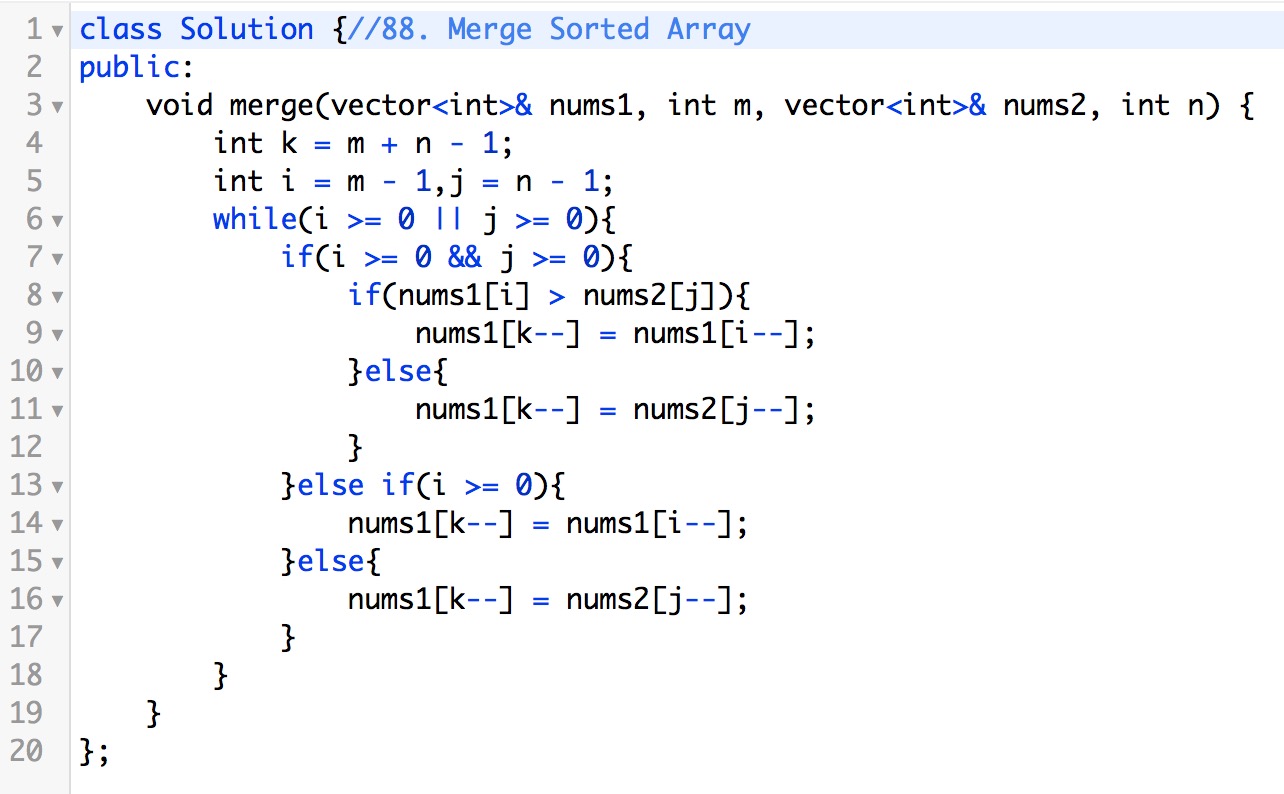 1 class Solution {//88. Merge Sorted Array
2 public:
3     void merge(vector<int>& nums1, int m, vector<int>& nums2, int n) {
4         int k = m + n - 1;
5         int i = m - 1,j = n - 1;
6         while(i >= 0 || j >= 0){
7             if(i >= 0 && j >= 0){
8                 if(nums1[i] > nums2[j]){
9                     nums1[k--] = nums1[i--];
10                 }else{
11                     nums1[k--] = nums2[j--];
12                 }
13             }else if(i >= 0){
14                 nums1[k--] = nums1[i--];
15             }else{
16                 nums1[k--] = nums2[j--];
17             }
18         }
19     }
20 };